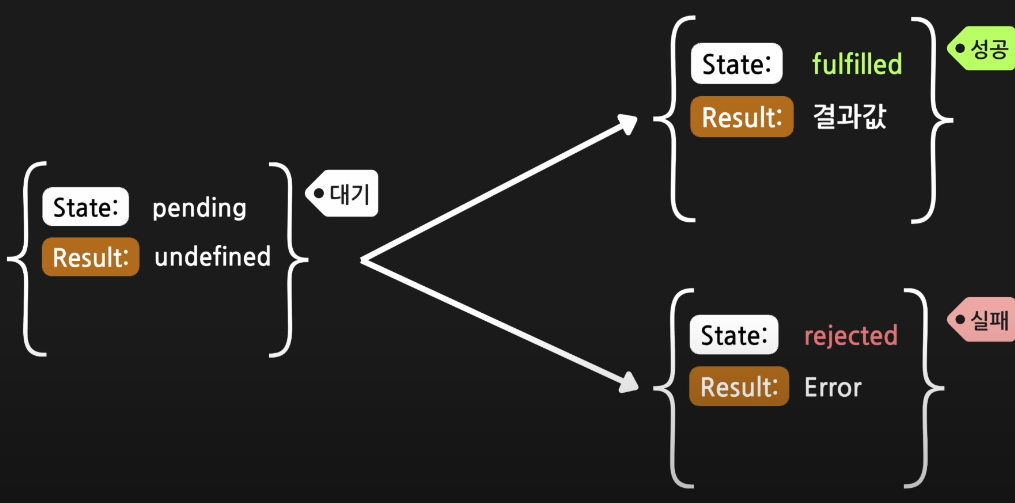 대기
State: pending
Result: undefined
성공
State: fulfilled
Result: 결과값
실패
State: rejected
Result: Error